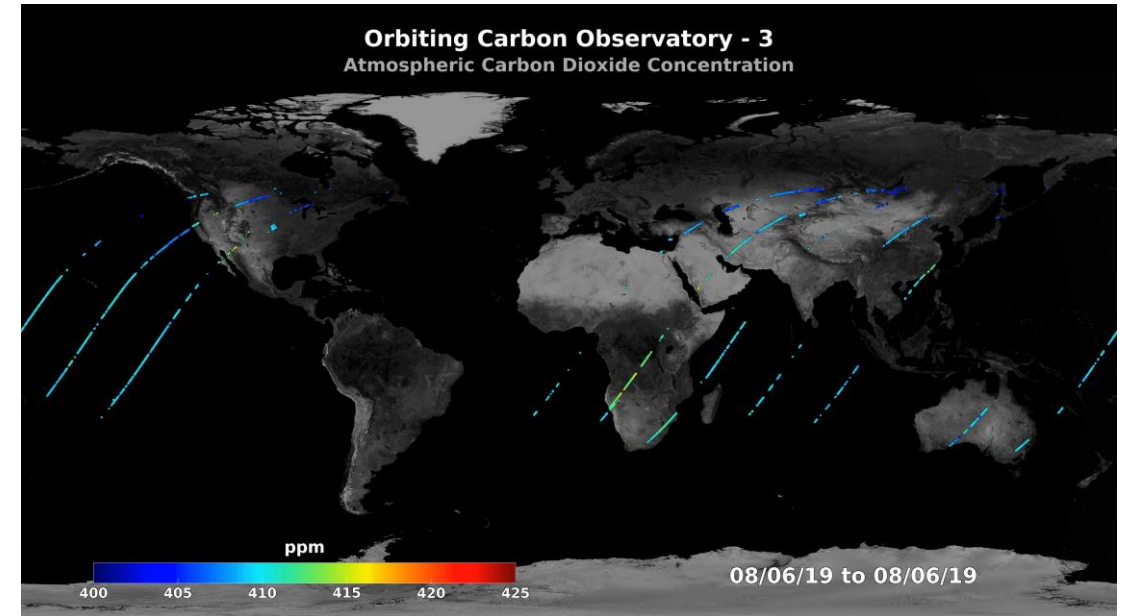 Orbiting Carbon Observatory - 3
Atmospheric Carbon Dioxide Concentration
ppm
400 405 410 415 420 425
08/06/19 to 08/06/19